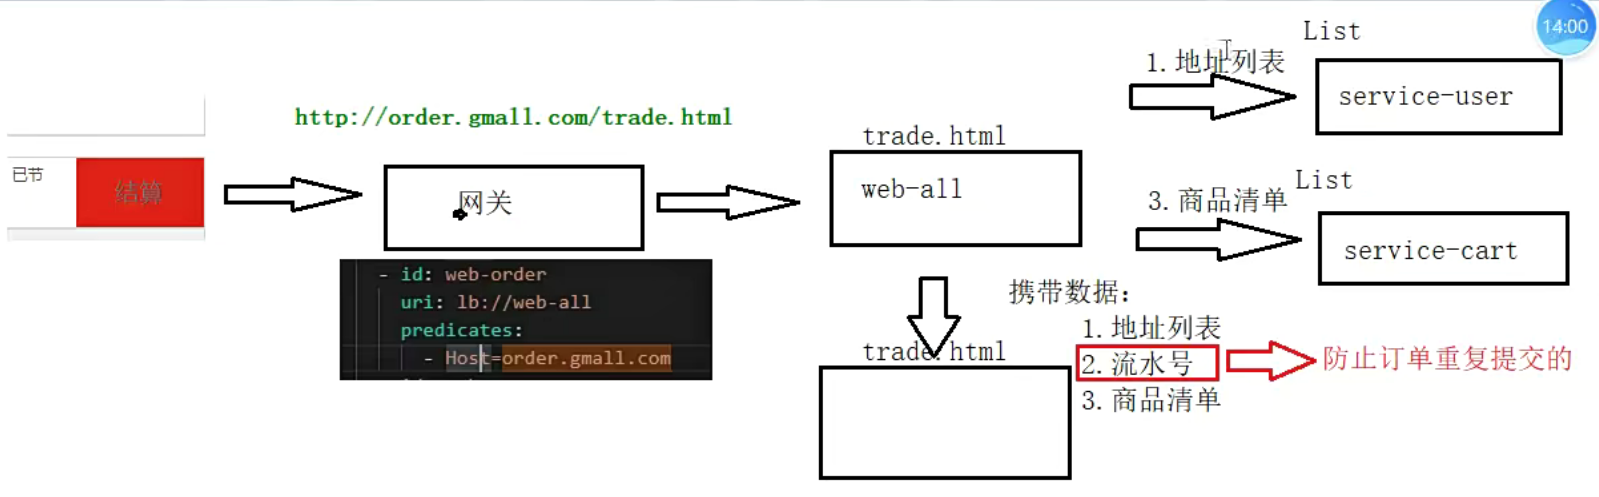 14:00
List
1.地址列表
service-user
http://order.gmall.com/trade.html
trade.html
已节
结算
网关
web-all
List
3.商品清单
service-cart
- id: web-order
uri: lb://web-all
predicates:
- Host=order.gmall.com
携带数据:
1.地址列表
trade.html
2.流水号
防止订单重复提交的
3.商品清单